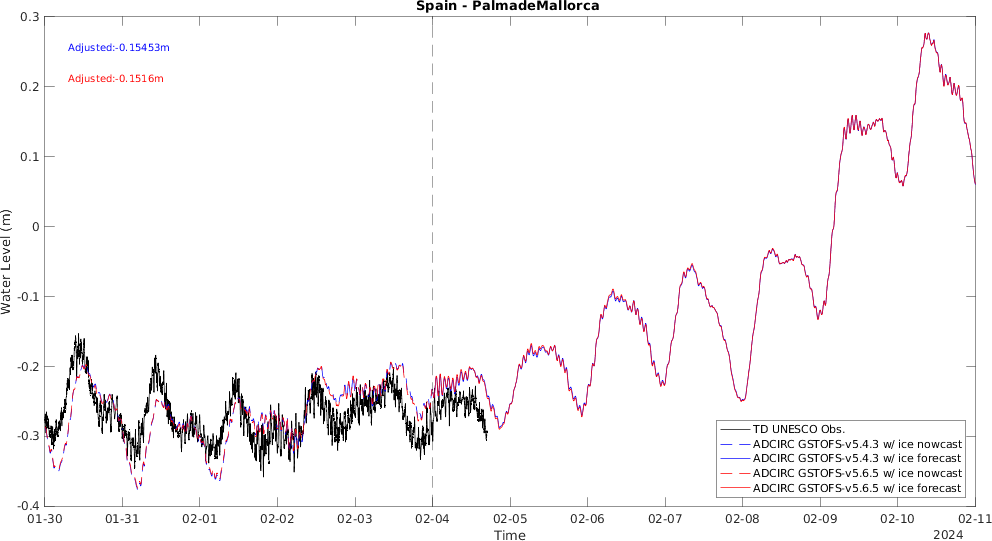 Spain - PalmadeMallorca
Adjusted:-0.15453m
Adjusted:-0.1516m
0.3
0.2
0.1
0
-0.1
-0.2
-0.3
-0.4
Water Level (m)
TD UNESCO Obs.
ADCIRC GSTOFS-v5.4.3 w/ ice nowcast
ADCIRC GSTOFS-v5.4.3 w/ ice forecast
ADCIRC GSTOFS-v5.6.5 w/ ice nowcast
ADCIRC GSTOFS-v5.6.5 w/ ice forecast
01-30 01-31 02-01 02-02 02-03 02-04 02-05 02-06 02-07 02-08 02-09 02-10 02-11
Time
2024